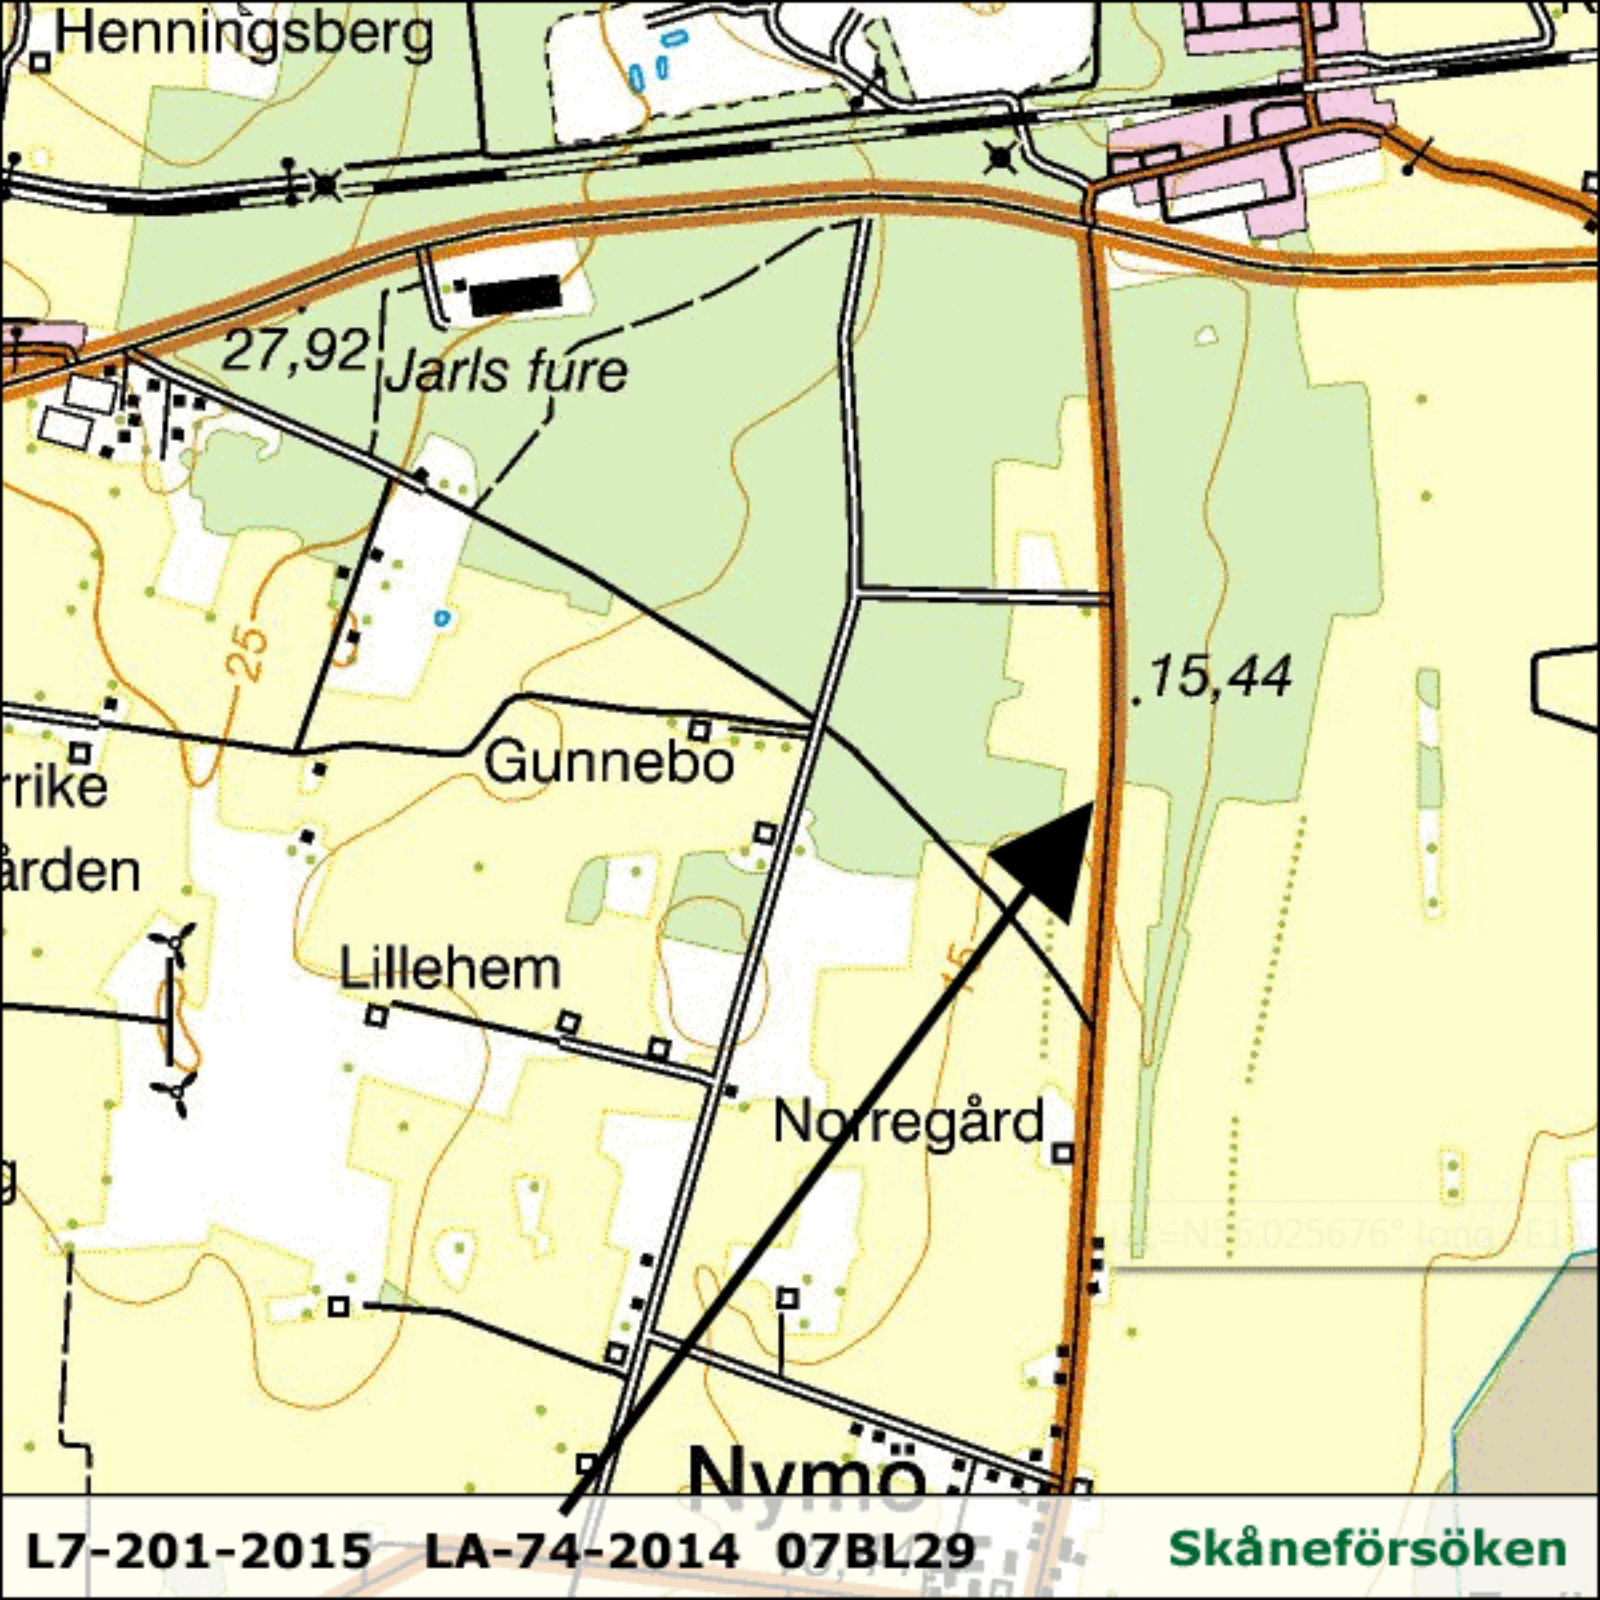 Henningsberg
27,92
Jarls fure
25
15,44
Gunnebo
rrike
ården
15
Lillehem
Norregård
g
Nymö
L7-201-2015 LA-74-2014 07BL29 Skåneförsöken